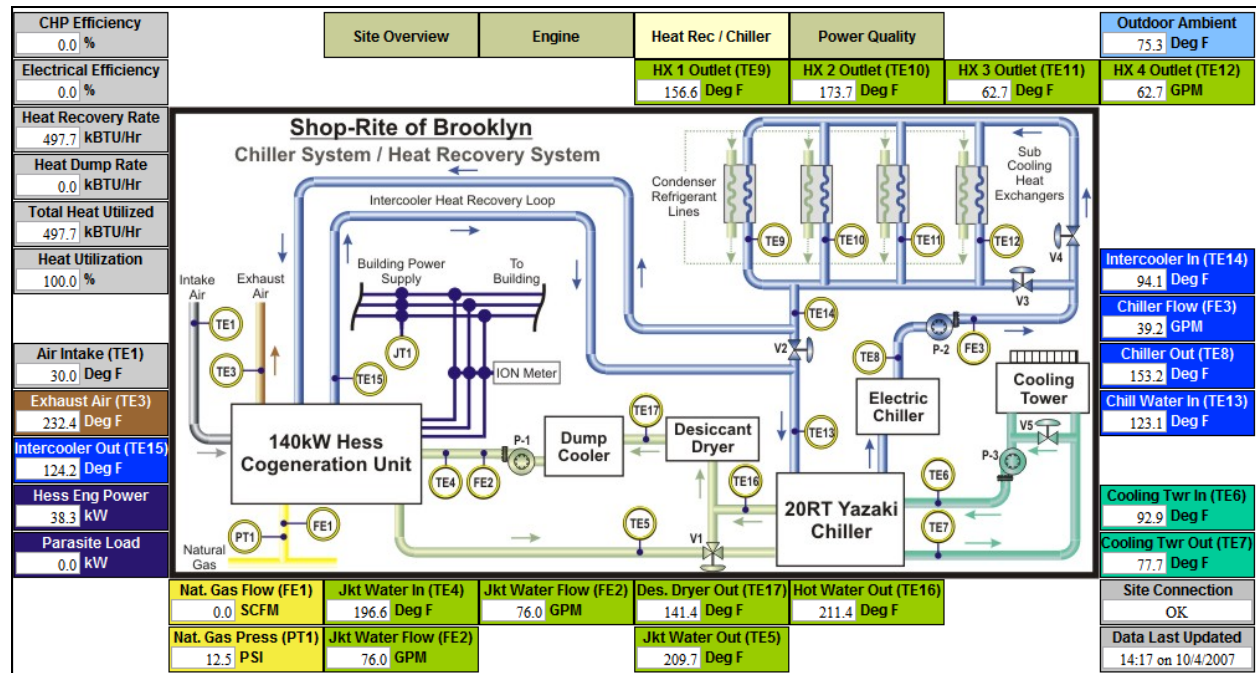 CHP Efficiency
0.0 %
Site Overview
Engine
Heat Rec / Chiller
Power Quality
Outdoor Ambient
75.3 Deg F
Electrical Efficiency
0.0 %
HX 1 Outlet (TE9)
156.6 Deg F
HX 2 Outlet (TE10)
173.7 Deg F
HX 3 Outlet (TE11)
62.7 Deg F
HX 4 Outlet (TE12)
62.7 GPM
Heat Recovery Rate
497.7 kBTU/Hr
Heat Dump Rate
0.0 kBTU/Hr
Total Heat Utilized
497.7 kBTU/Hr
Heat Utilization
100.0 %
Air Intake (TE1)
30.0 Deg F
Exhaust Air (TE3)
232.4 Deg F
Intercooler Out (TE15)
124.2 Deg F
Hess Eng Power
38.3 kW
Parasite Load
0.0 kW
Shop-Rite of Brooklyn
Chiller System / Heat Recovery System
Intercooler Heat Recovery Loop
Condenser
Refrigerant
Lines
Sub
Cooling
Heat
Exchangers
TE9
TE10
TE11
TE12
V4
V3
Intake
Air
Exhaust
Air
Building Power
Supply
To
Building
TE1
TE3
TE15
JT1
ION Meter
TE14
V2
TE8
P-2
FE3
Cooling
Tower
Electric
Chiller
V5
P-3
140kW Hess
Cogeneration Unit
P-1
TE4
FE2
Dump
Cooler
TE17
Desiccant
Dryer
TE13
TE16
TE6
TE7
20RT Yazaki
Chiller
TE5
V1
PT1
FE1
Natural
Gas
Intercooler In (TE14)
94.1 Deg F
Chiller Flow (FE3)
39.2 GPM
Chiller Out (TE8)
153.2 Deg F
Chill Water In (TE13)
123.1 Deg F
Cooling Twr In (TE6)
92.9 Deg F
Cooling Twr Out (TE7)
77.7 Deg F
Nat. Gas Flow (FE1)
0.0 SCFM
Jkt Water In (TE4)
196.6 Deg F
Jkt Water Flow (FE2)
76.0 GPM
Des. Dryer Out (TE17)
141.4 Deg F
Hot Water Out (TE16)
211.4 Deg F
Site Connection
OK
Nat. Gas Press (PT1)
12.5 PSI
Jkt Water Flow (FE2)
76.0 GPM
Jkt Water Out (TE5)
209.7 Deg F
Data Last Updated
14:17 on 10/4/2007